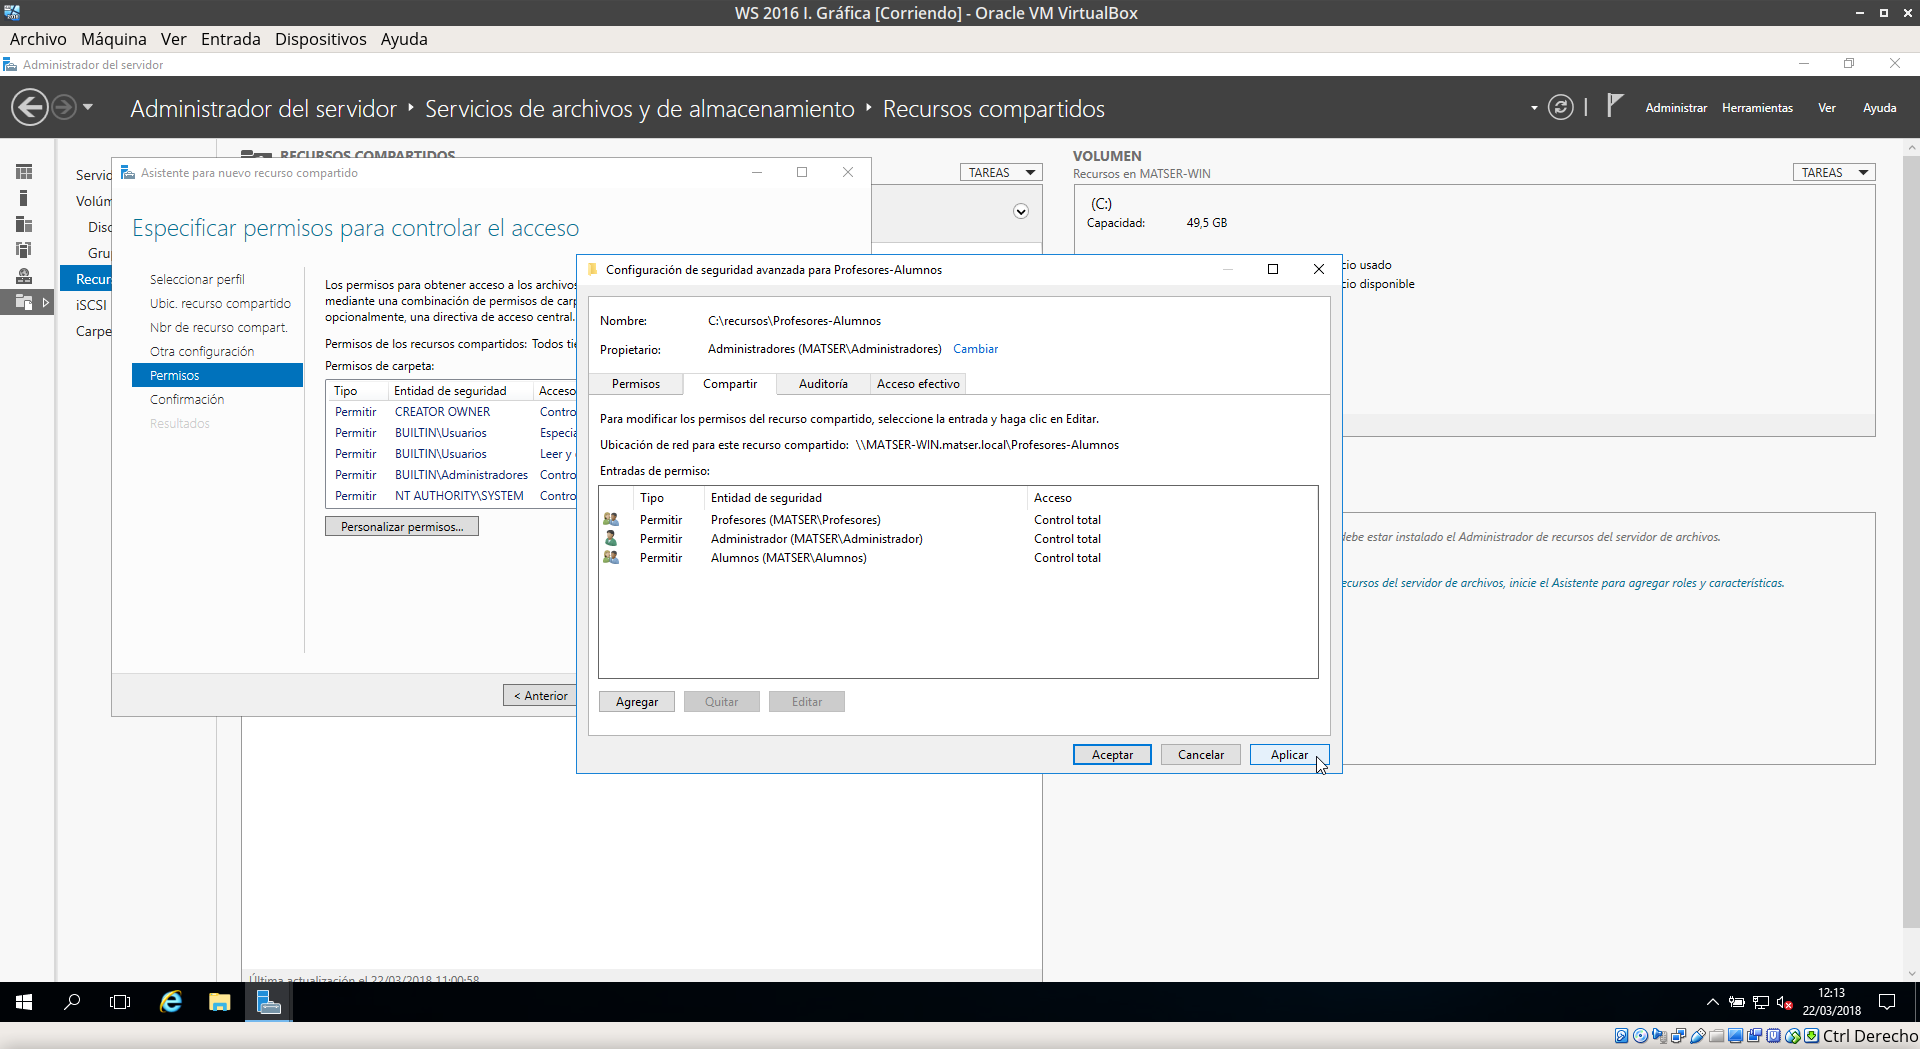 WS 2016 I. Gráfica [Corriendo] - Oracle VM VirtualBox
Archivo Máquina Ver Entrada Dispositivos Ayuda
Administrador del servidor
Administrador del servidor ‣ Servicios de archivos y de almacenamiento ‣ Recursos compartidos
Administrar Herramientas Ver Ayuda
Servic
Volúm
Disc
Gru
Recur
iSCSI
Carpe
RECURSOS COMPARTIDOS
TAREAS
VOLUMEN
Recursos en MATSER-WIN
TAREAS
(C:)
Capacidad: 49,5 GB
cio usado
cio disponible
debe estar instalado el Administrador de recursos del servidor de archivos.
ecursos del servidor de archivos, inicie el Asistente para agregar roles y características.
Asistente para nuevo recurso compartido
Especificar permisos para controlar el acceso
Seleccionar perfil
Ubic. recurso compartido
Nbr de recurso compart.
Otra configuración
Permisos
Confirmación
Resultados
Los permisos para obtener acceso a los archivos
mediante una combinación de permisos de carp
opcionalmente, una directiva de acceso central.
Permisos de los recursos compartidos: Todos tie
Permisos de carpeta:
Tipo Entidad de seguridad Acceso
Permitir CREATOR OWNER Contro
Permitir BUILTIN\Usuarios Especia
Permitir BUILTIN\Usuarios Leer y
Permitir BUILTIN\Administradores Contro
Permitir NT AUTHORITY\SYSTEM Contro
Personalizar permisos...
< Anterior
Configuración de seguridad avanzada para Profesores-Alumnos
Nombre: C:\recursos\Profesores-Alumnos
Propietario: Administradores (MATSER\Administradores) Cambiar
Permisos Compartir Auditoría Acceso efectivo
Para modificar los permisos del recurso compartido, seleccione la entrada y haga clic en Editar.
Ubicación de red para este recurso compartido: \\MATSER-WIN.matser.local\Profesores-Alumnos
Entradas de permiso:
Tipo Entidad de seguridad Acceso
Permitir Profesores (MATSER\Profesores) Control total
Permitir Administrador (MATSER\Administrador) Control total
Permitir Alumnos (MATSER\Alumnos) Control total
Agregar Quitar Editar
Aceptar Cancelar Aplicar
Última actualización el 22/03/2018 11:00:58
12:13
22/03/2018
Ctrl Derecho